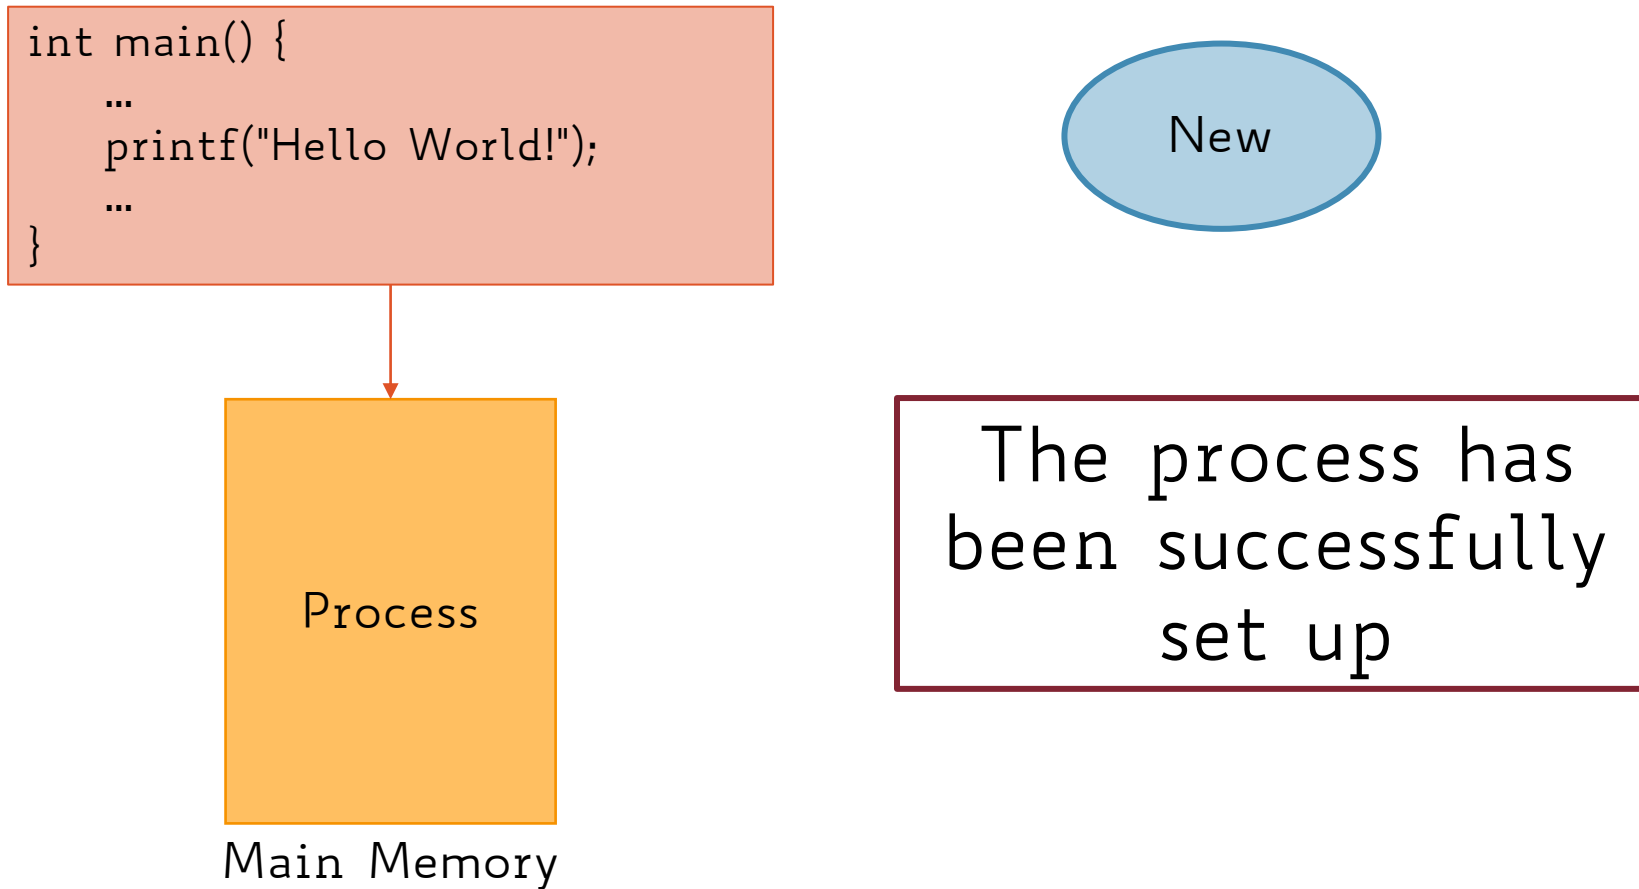 int main() {
…
printf("Hello World!");
…
}
New
Process
Main Memory
The process has
been successfully
set up